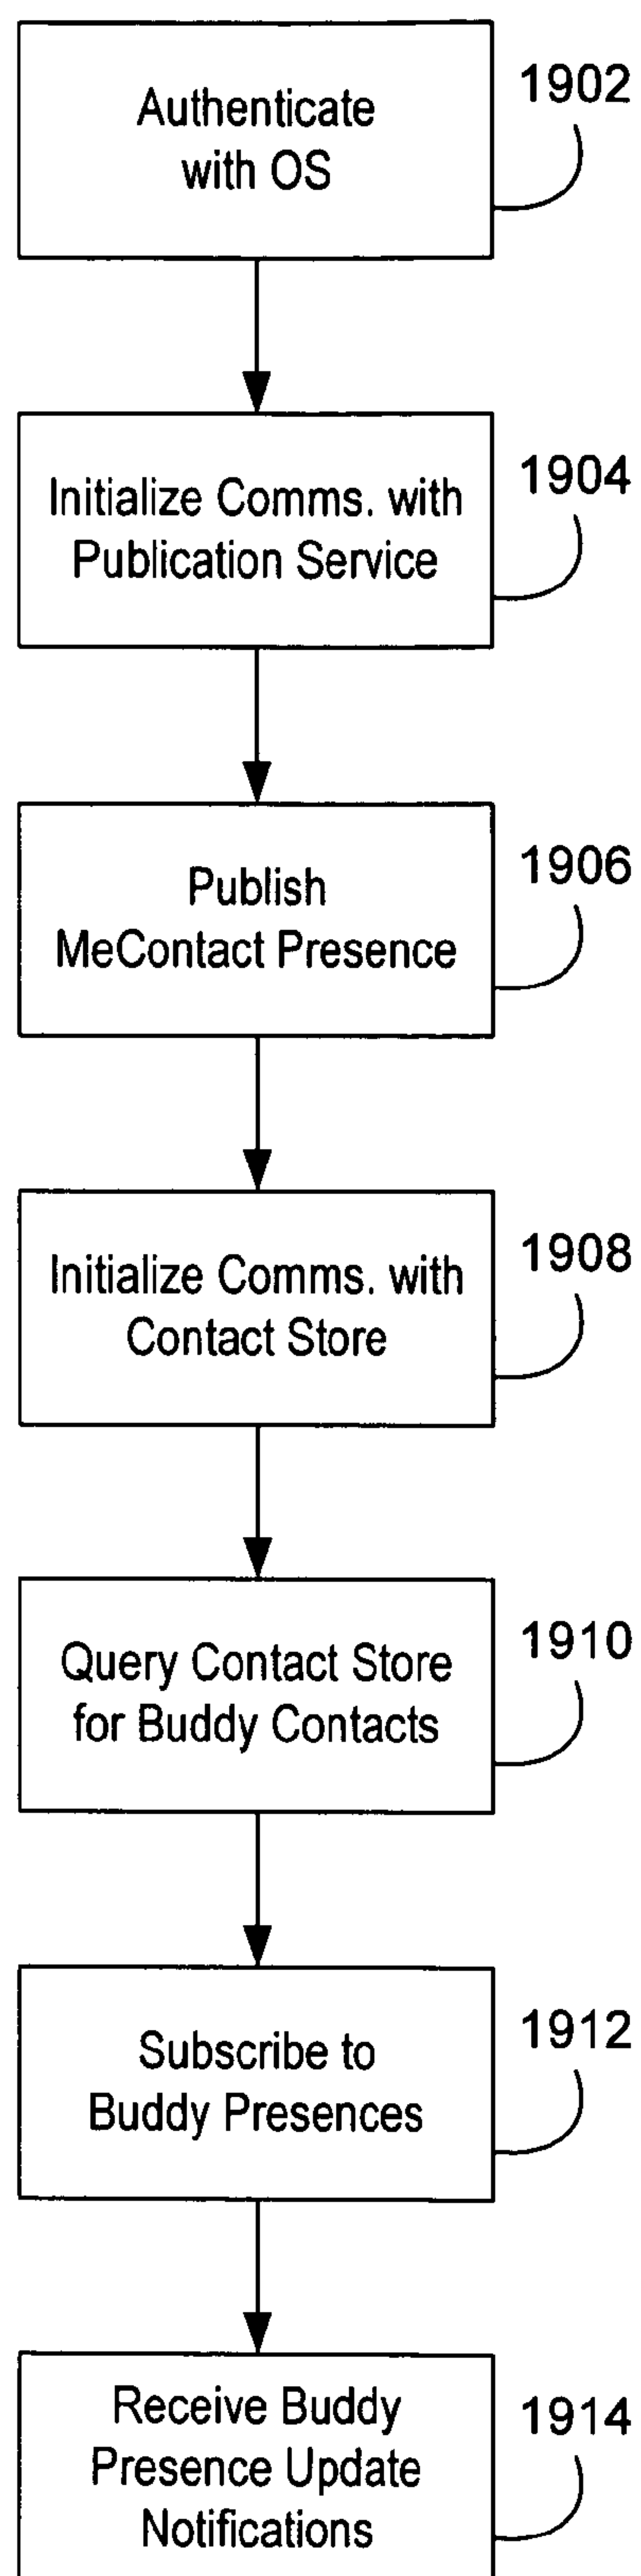 Authenticate
with OS
1902
Initialize Comms. with
Publication Service
1904
Publish
MeContact Presence
1906
Initialize Comms. with
Contact Store
1908
Query Contact Store
for Buddy Contacts
1910
Subscribe to
Buddy Presences
1912
Receive Buddy
Presence Update
Notifications
1914